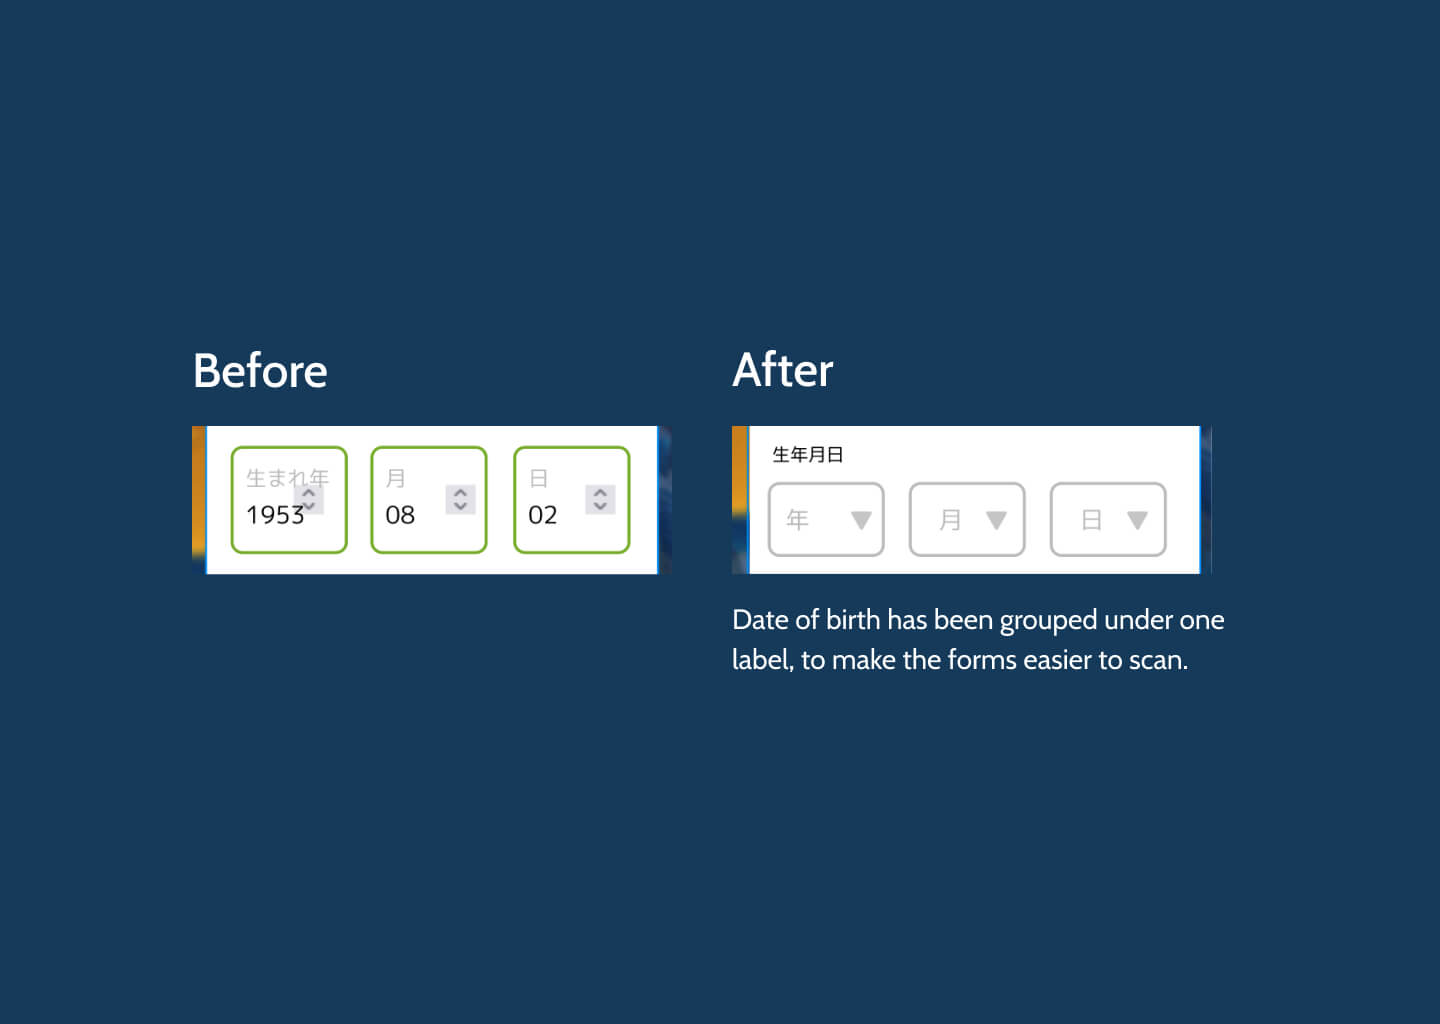 Before
生まれ年
月
日
1953
08
02
After
生年月日
年
月
日
Date of birth has been grouped under one
label, to make the forms easier to scan.